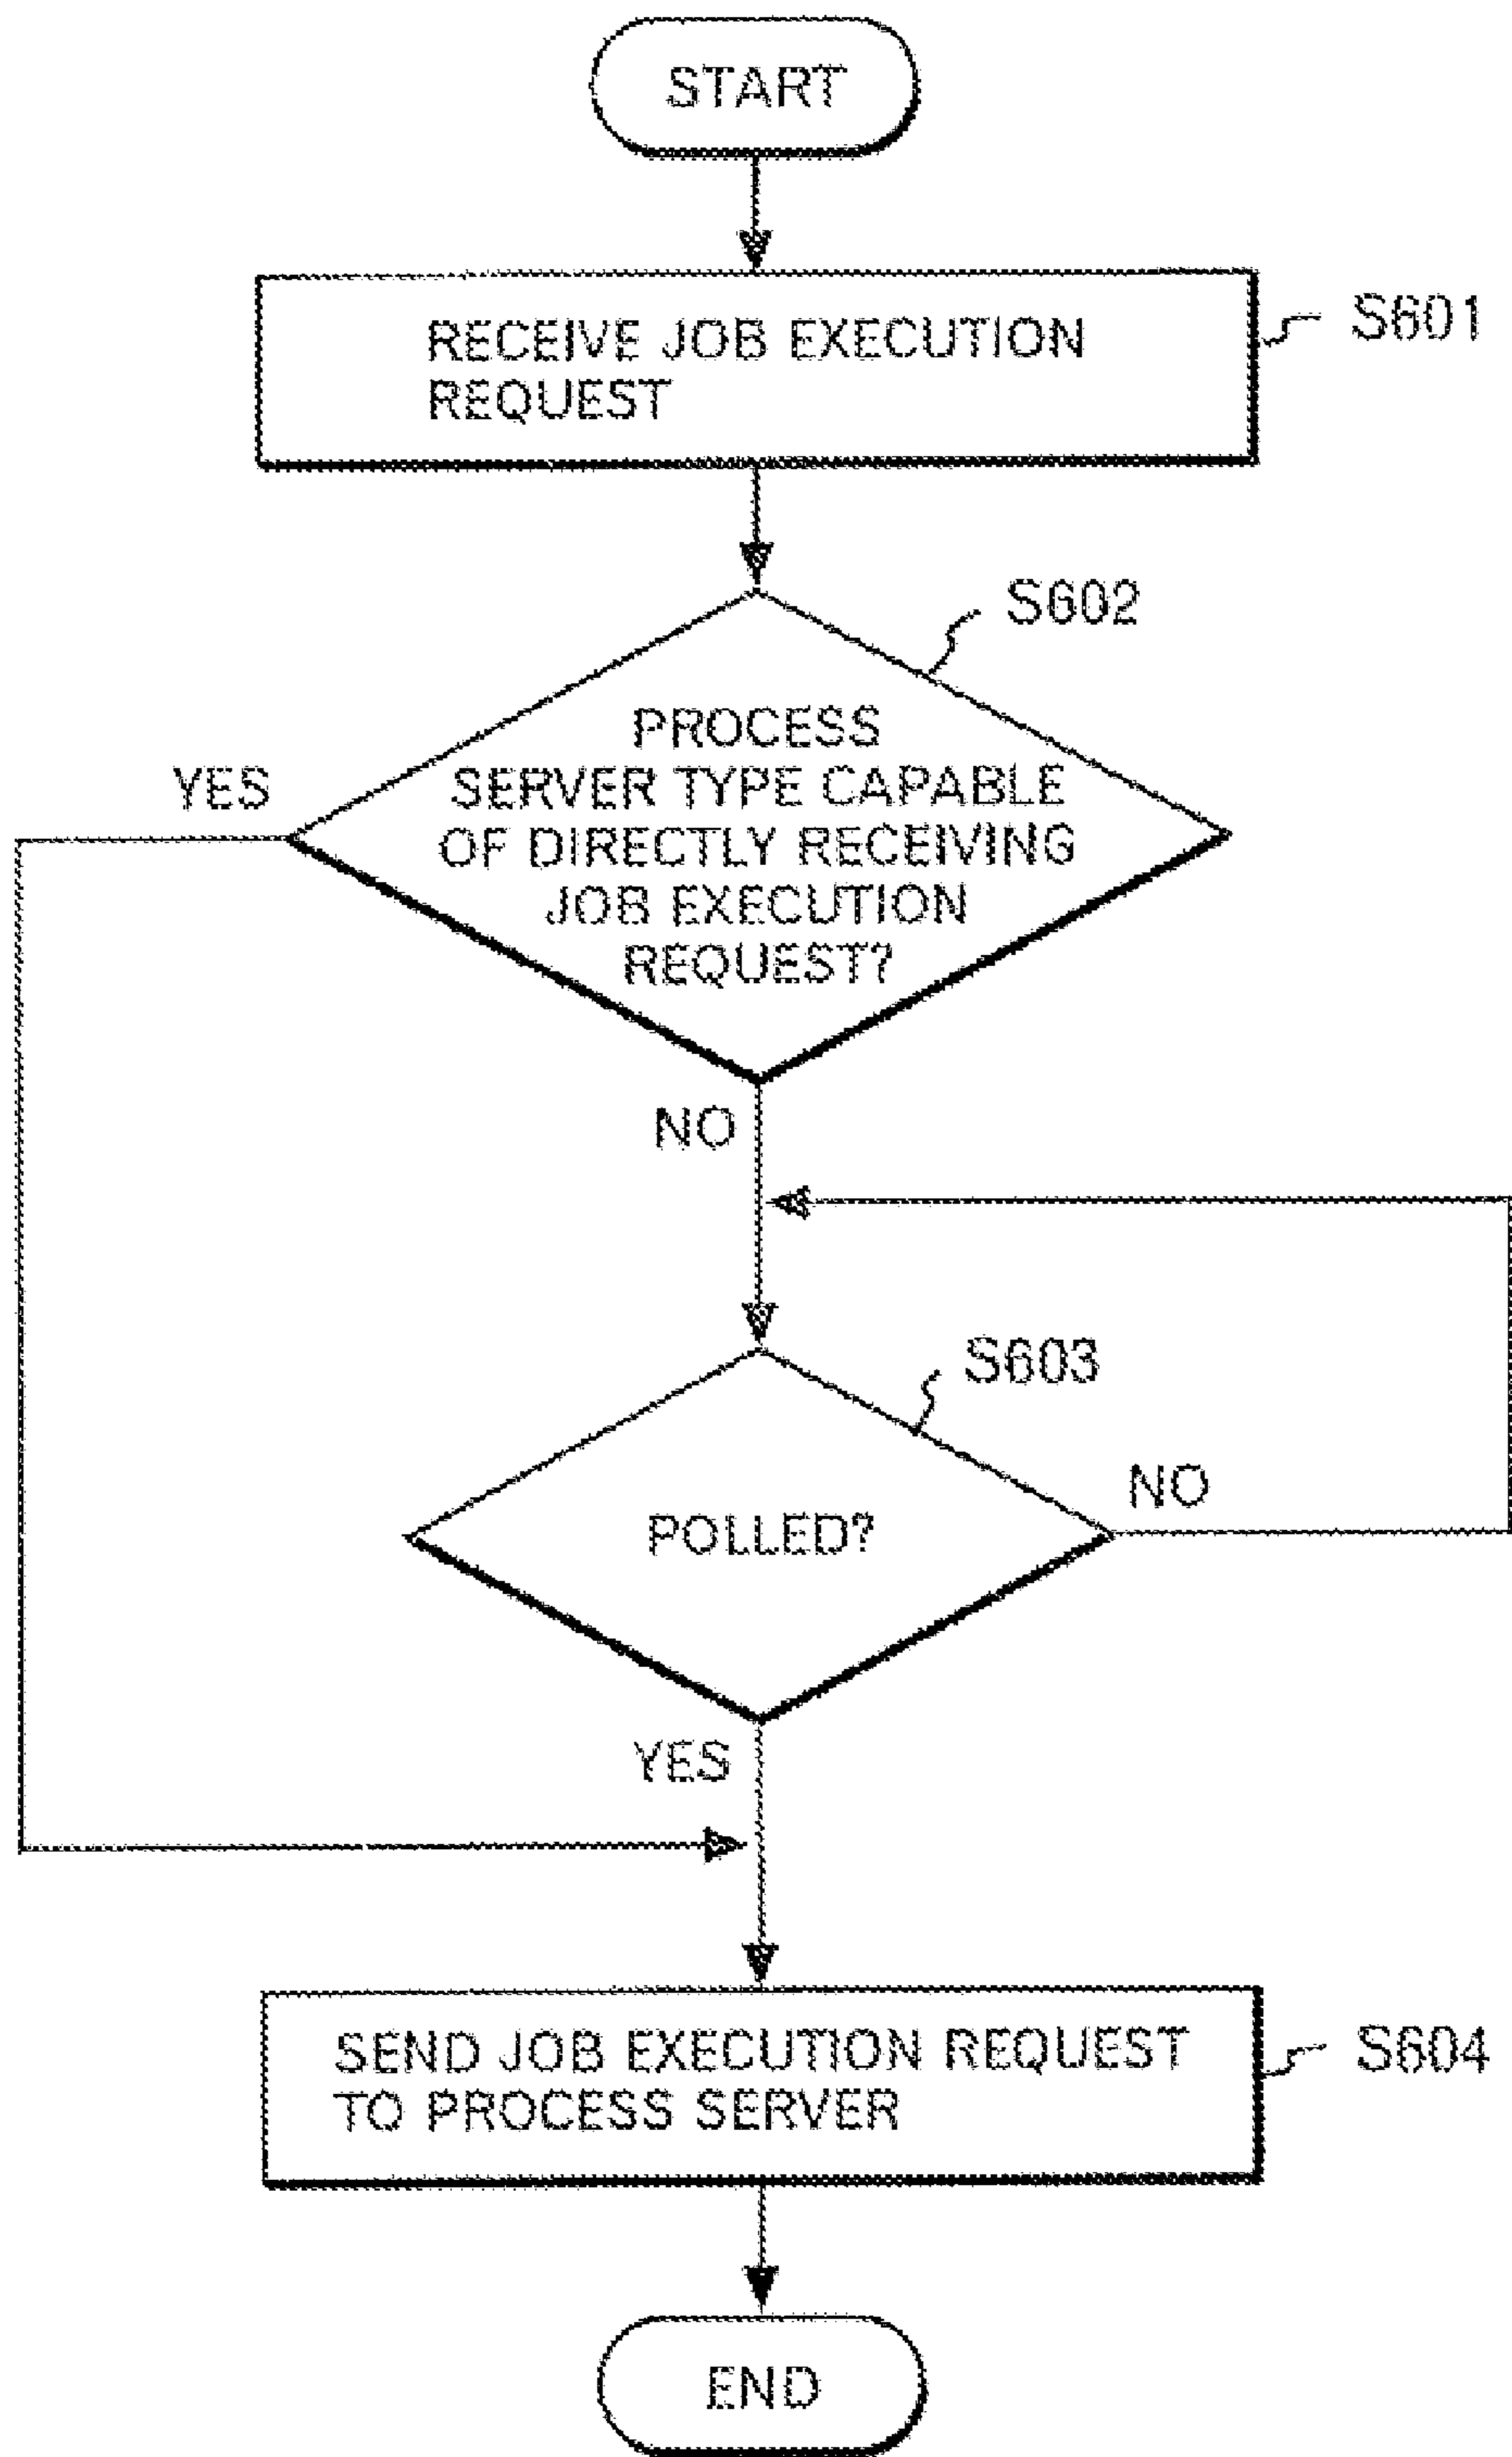 START
RECEIVE JOB EXECUTION
REQUEST
S601
S602
PROCESS
SERVER TYPE CAPABLE
OF DIRECTLY RECEIVING
JOB EXECUTION
REQUEST?
YES
NO
S603
POLLED?
NO
YES
SEND JOB EXECUTION REQUEST
TO PROCESS SERVER
S604
END